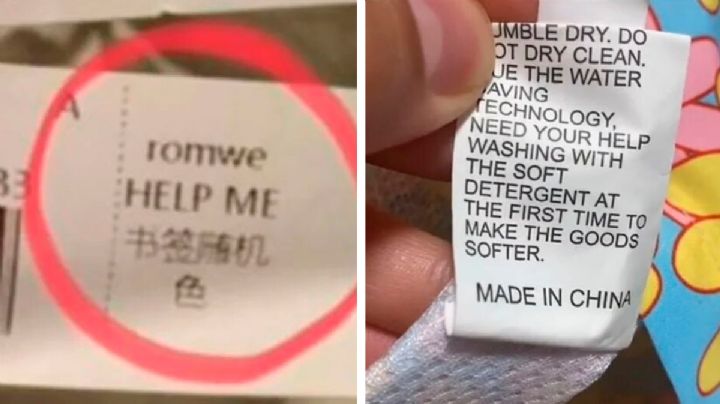 A
83
romwe
HELP ME
书签随机
色
UMBLE DRY. DO
OT DRY CLEAN.
UE THE WATER
AVING
TECHNOLOGY,
NEED YOUR HELP
WASHING WITH
THE SOFT
DETERGENT AT
THE FIRST TIME TO
MAKE THE GOODS
SOFTER.
MADE IN CHINA